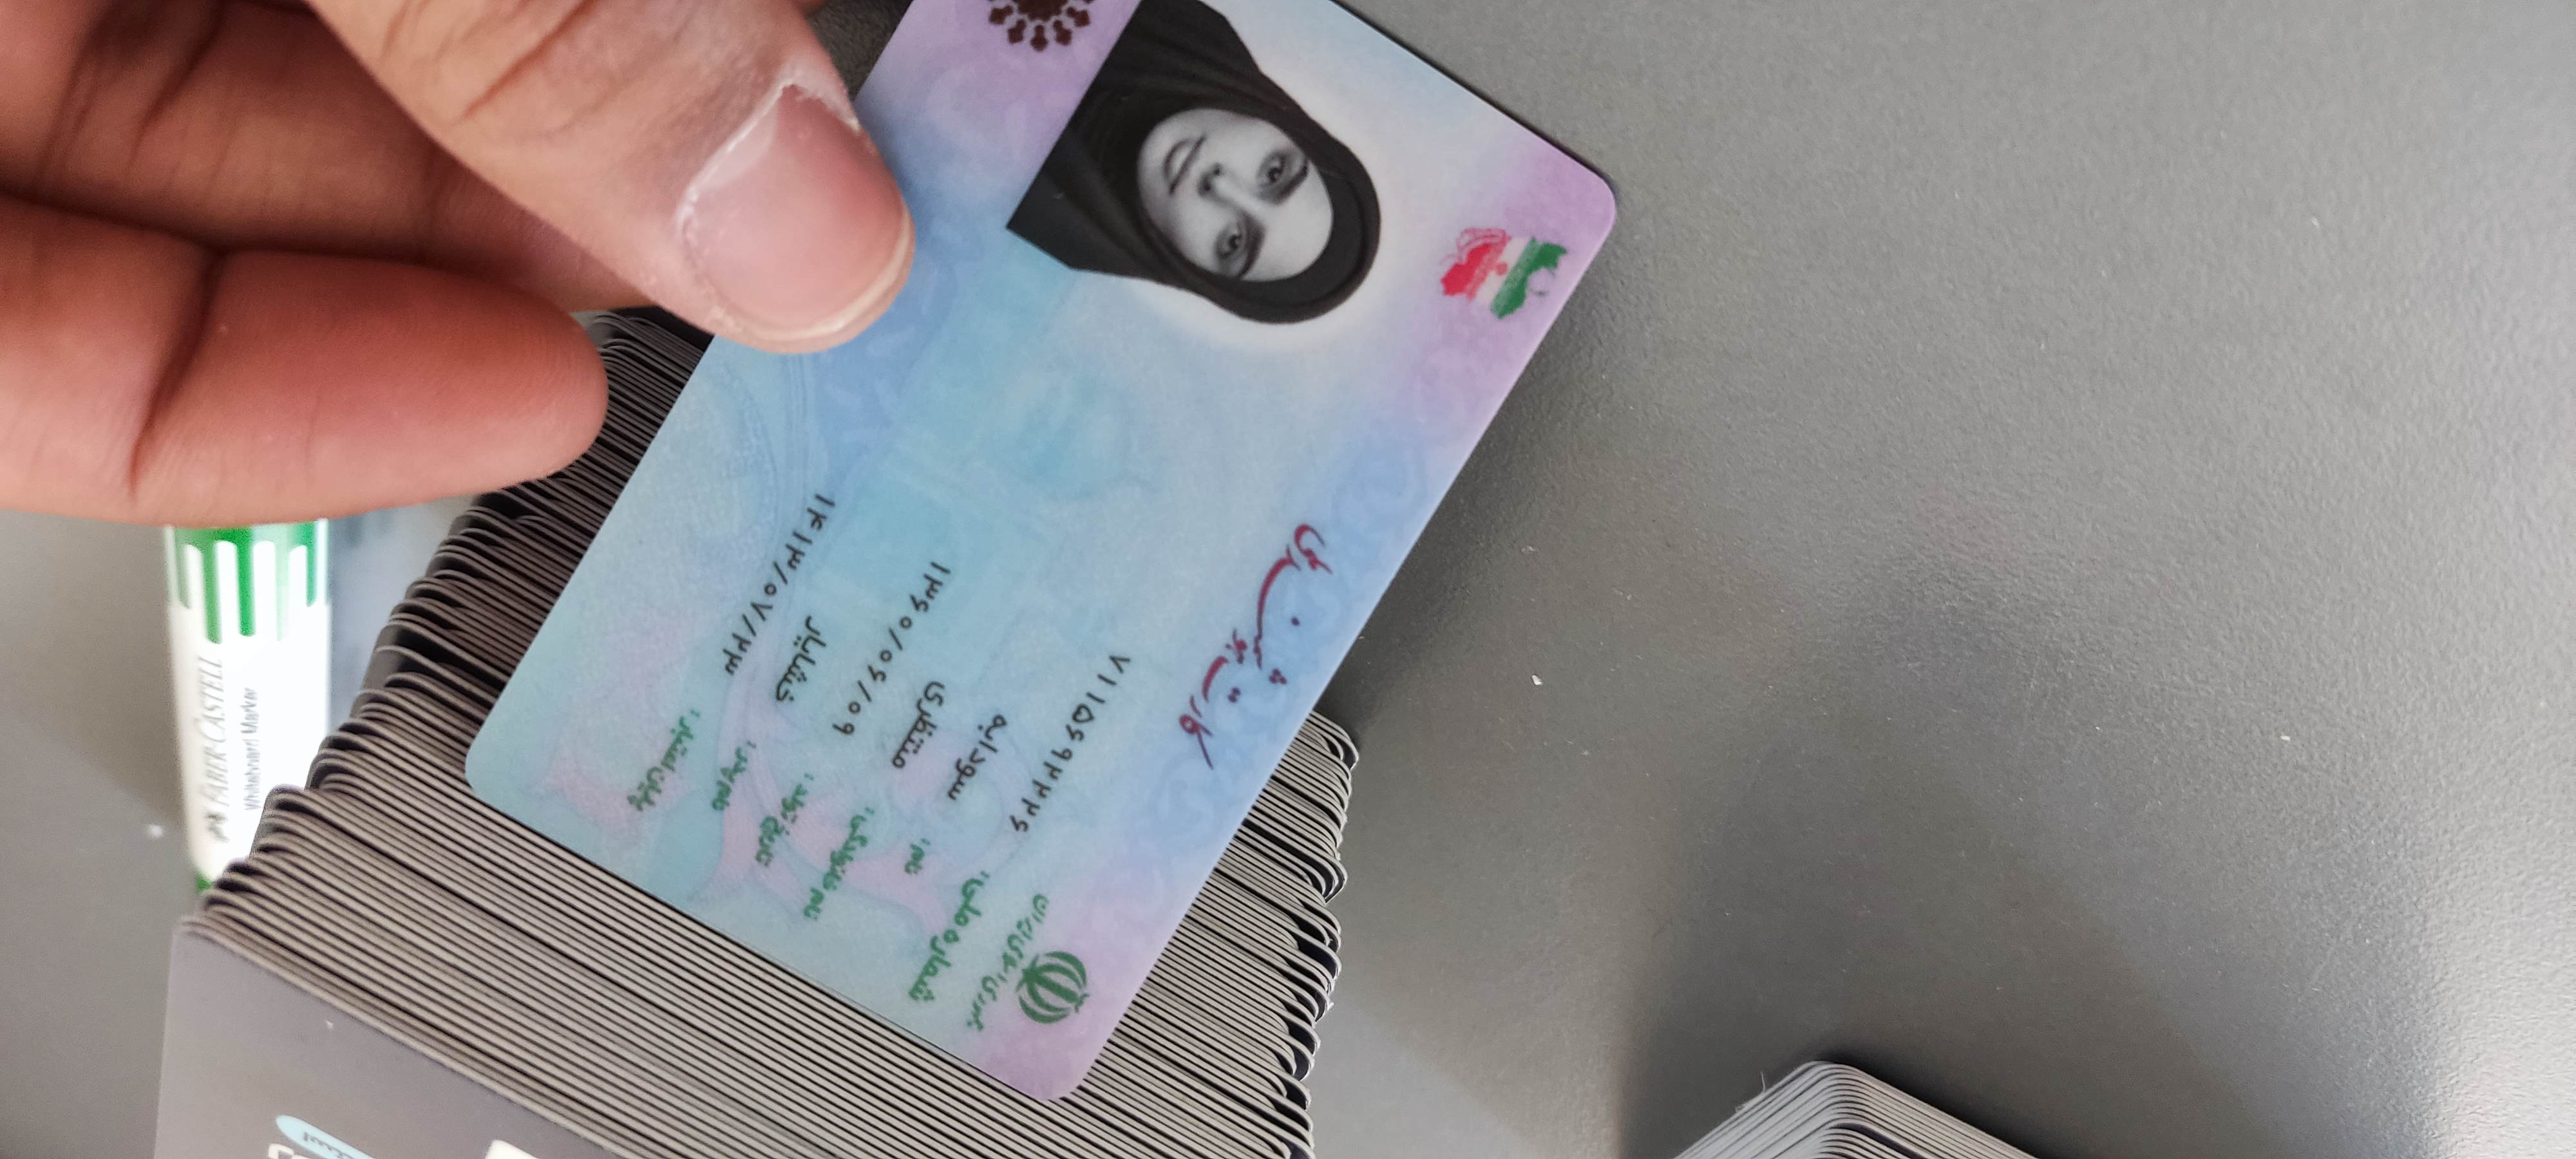 جمهوری اسلامی ایران
کارت هوشمند ملی
شماره ملی:
۷۱۱۵۶۹۲۲۲۶
نام:
سودابه
نام خانوادگی:
منتظری
تاریخ تولد:
۱۳۶۰/۰۶/۰۹
نام پدر:
خشایار
پایان اعتبار:
۱۴۱۳/۰۷/۲۳
FABER-CASTELL
Whiteboard Marker